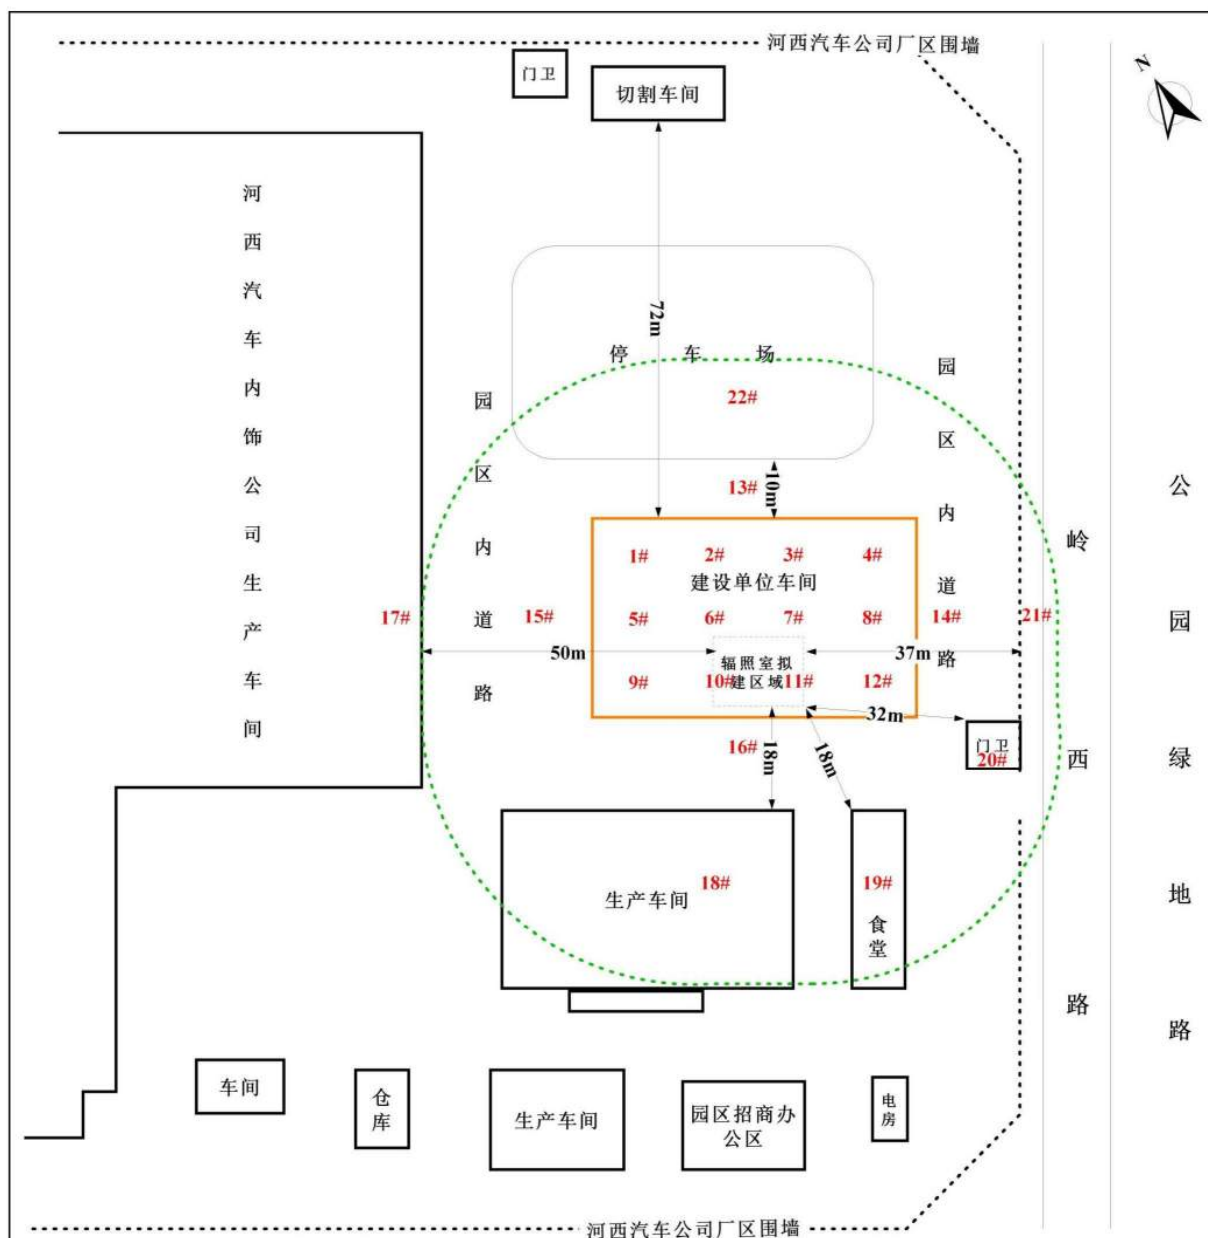 河西汽车公司厂区围墙
N
门卫
切割车间
河西汽车内饰公司生产车间
72m
停车场
园区内道路
园区内道路
22#
13#
10m
1#
2#
3#
4#
建设单位车间
17#
15#
5#
6#
7#
8#
14#
21#
50m
37m
辐照室拟
建区域
9#
10#
11#
12#
32m
16#
18m
18m
门卫
20#
岭西路
公园绿地路
生产车间
18#
19#
食堂
车间
仓库
生产车间
园区招商办
公区
电房
河西汽车公司厂区围墙